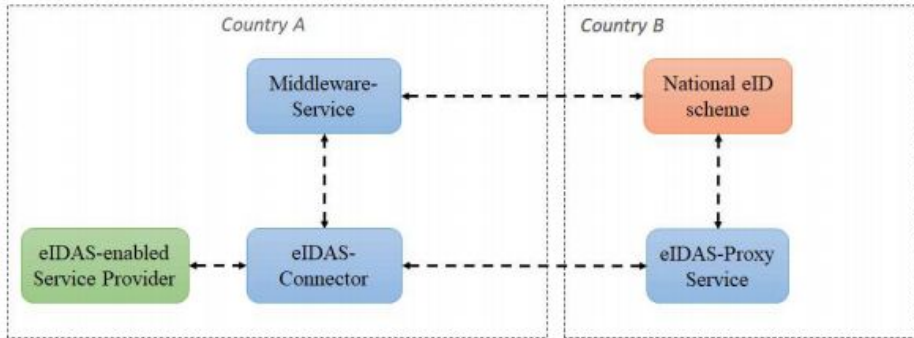 Country A
Country B
Middleware-
Service
National eID
scheme
eIDAS-enabled
Service Provider
eIDAS-
Connector
eIDAS-Proxy
Service